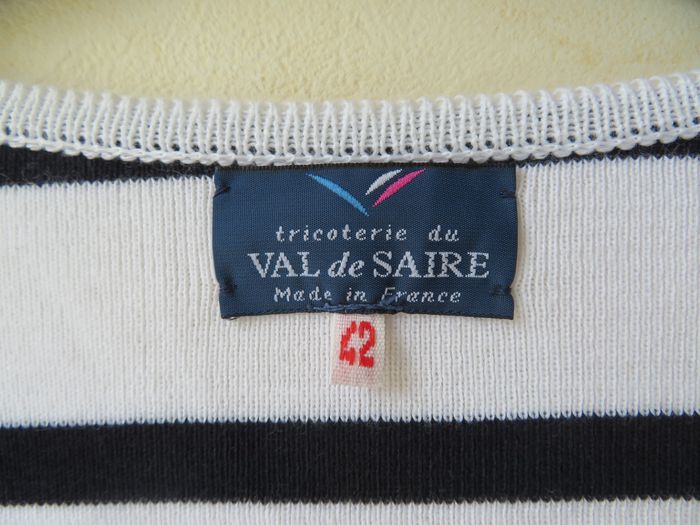 tricoterie du
VAL de SAIRE
Made in France
42